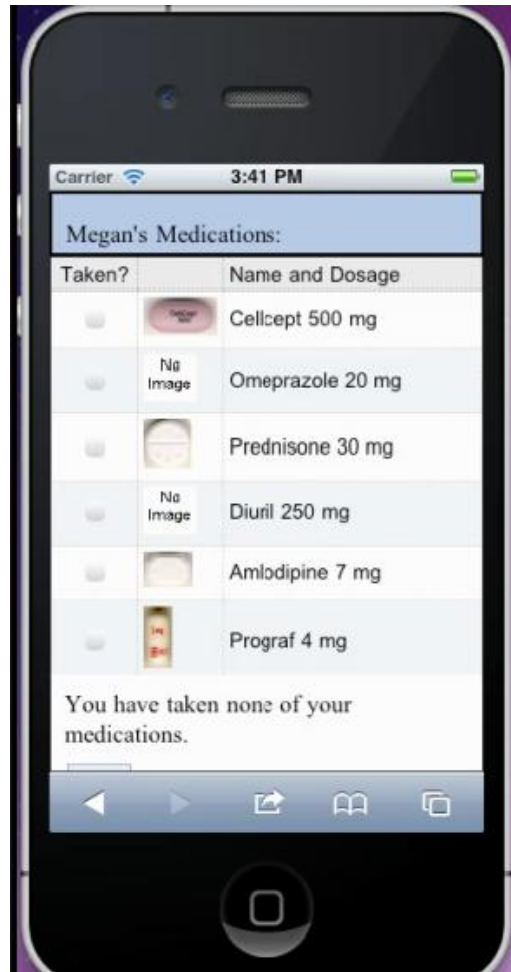 Carrier 3:41 PM
Megan's Medications:
Taken? Name and Dosage
Cellcept 500 mg
No
Image
Omeprazole 20 mg
Prednisone 30 mg
No
Image
Diuril 250 mg
Amlodipine 7 mg
Prograf 4 mg
You have taken none of your
medications.